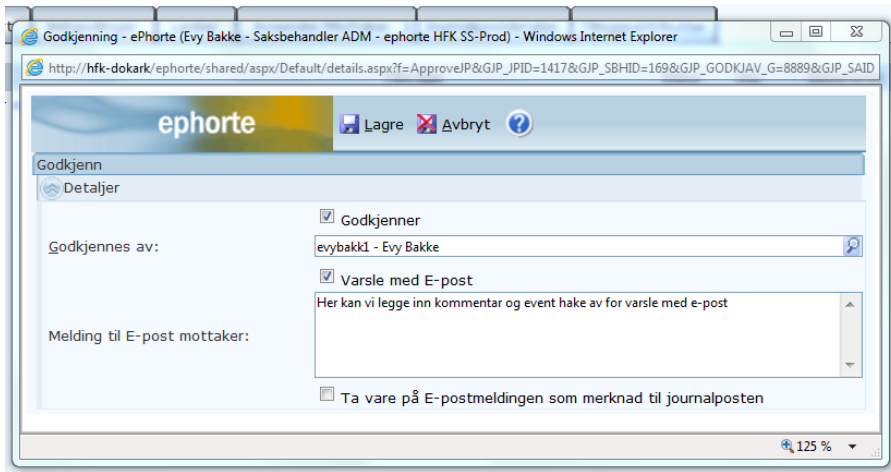 Godkjenning - ePhorte (Evy Bakke - Saksbehandler ADM - ephorte HFK SS-Prod) - Windows Internet Explorer
http://hfk-dokark/ephorte/shared/aspx/Default/details.aspx?f=ApproveJP&GJP_JPID=1417&GJP_SBHID=169&GJP_GODKJAV_G=8889&GJP_SAID
ephorte Lagre Avbryt ?
Godkjenn
Detaljer
Godkjenner
Godkjennes av: evybakk1 - Evy Bakke
Varsle med E-post
Her kan vi legge inn kommentar og event hake av for varsle med e-post
Melding til E-post mottaker:
Ta vare på E-postmeldingen som merknad til journalposten
125 %